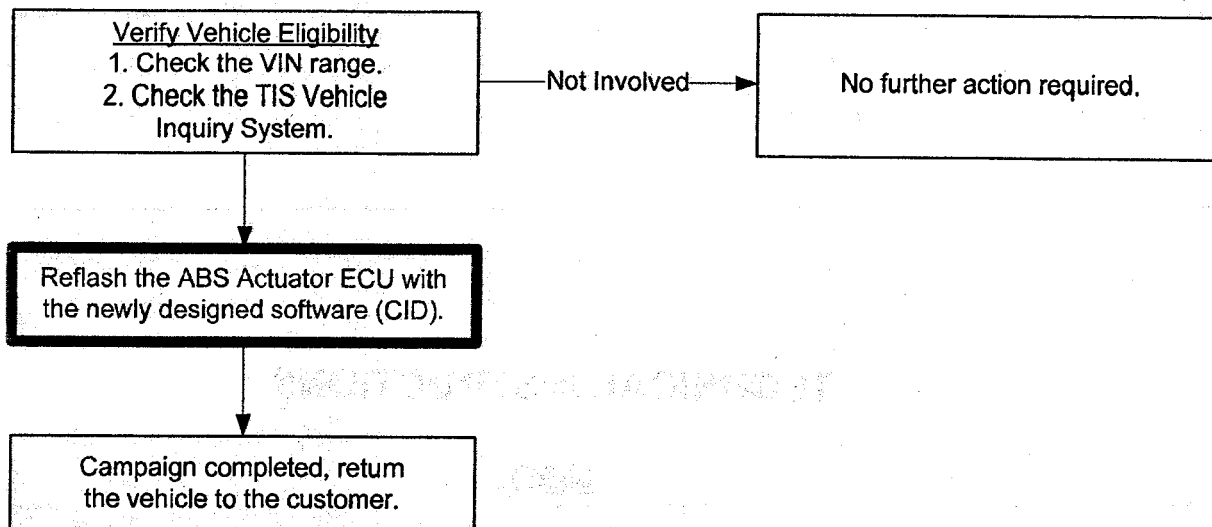 Verify Vehicle Eligibility
1. Check the VIN range.
2. Check the TIS Vehicle
Inquiry System.
Not Involved
No further action required.
Reflash the ABS Actuator ECU with
the newly designed software (CID).
Campaign completed, return
the vehicle to the customer.